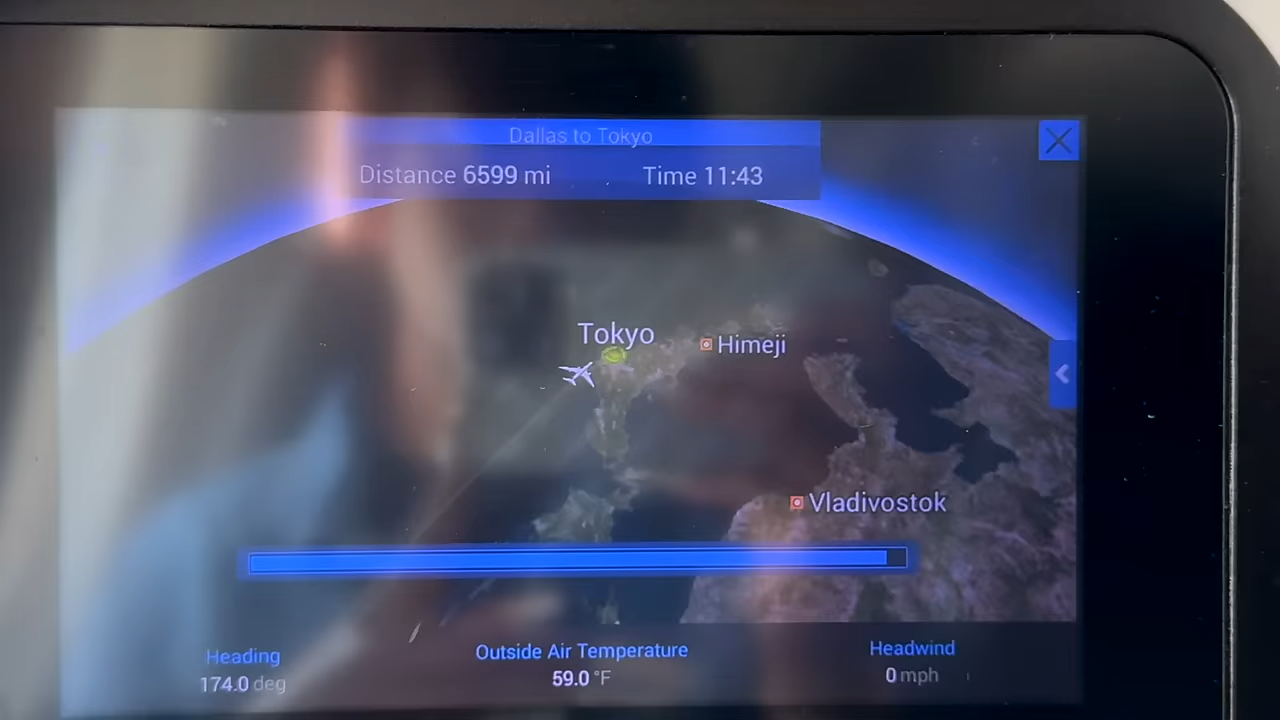 Dallas to Tokyo
Distance 6599 mi Time 11:43
Tokyo
Himeji
Vladivostok
Heading
174.0 deg
Outside Air Temperature
59.0 °F
Headwind
0 mph